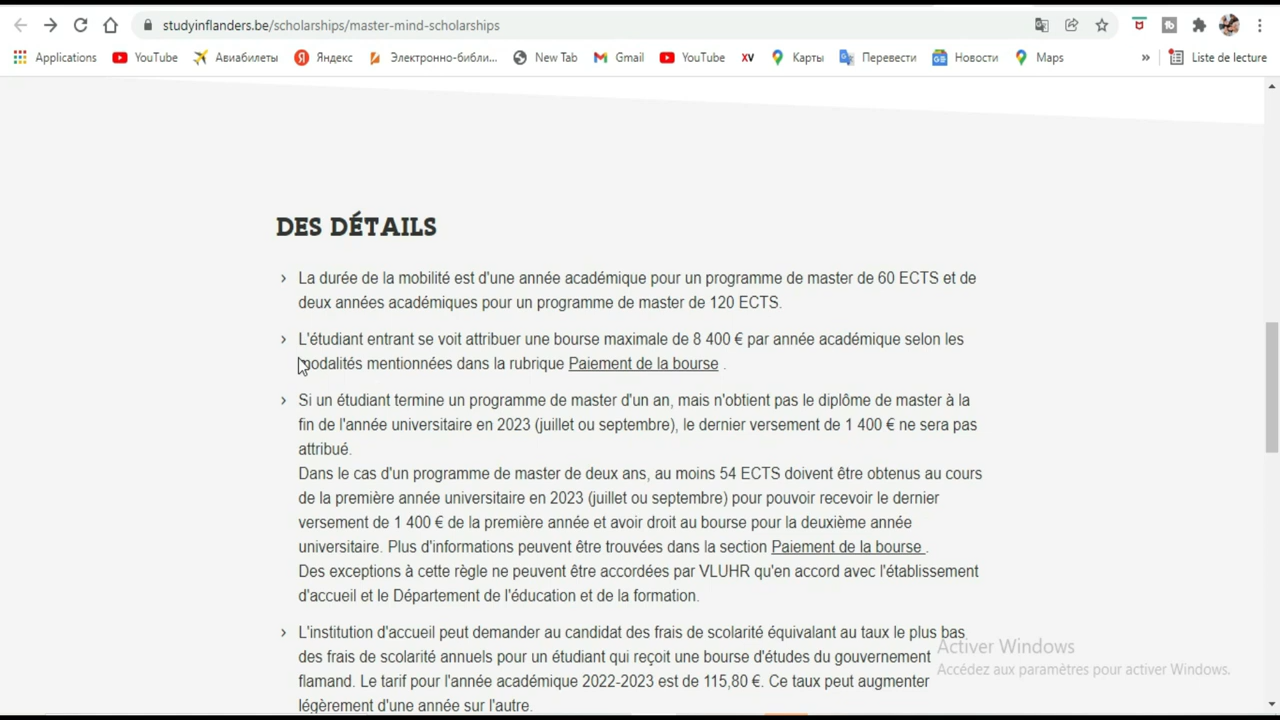 studyinflanders.be/scholarships/master-mind-scholarships
Applications YouTube Авиабилеты Яндекс Электронно-библи... New Tab Gmail YouTube XV Карты Перевести Новости Maps » Liste de lecture
DES DÉTAILS
› La durée de la mobilité est d'une année académique pour un programme de master de 60 ECTS et de
deux années académiques pour un programme de master de 120 ECTS.
› L'étudiant entrant se voit attribuer une bourse maximale de 8 400 € par année académique selon les
modalités mentionnées dans la rubrique Paiement de la bourse .
› Si un étudiant termine un programme de master d'un an, mais n'obtient pas le diplôme de master à la
fin de l'année universitaire en 2023 (juillet ou septembre), le dernier versement de 1 400 € ne sera pas
attribué.
Dans le cas d'un programme de master de deux ans, au moins 54 ECTS doivent être obtenus au cours
de la première année universitaire en 2023 (juillet ou septembre) pour pouvoir recevoir le dernier
versement de 1 400 € de la première année et avoir droit au bourse pour la deuxième année
universitaire. Plus d'informations peuvent être trouvées dans la section Paiement de la bourse .
Des exceptions à cette règle ne peuvent être accordées par VLUHR qu'en accord avec l'établissement
d'accueil et le Département de l'éducation et de la formation.
› L'institution d'accueil peut demander au candidat des frais de scolarité équivalant au taux le plus bas
des frais de scolarité annuels pour un étudiant qui reçoit une bourse d'études du gouvernement
flamand. Le tarif pour l'année académique 2022-2023 est de 115,80 €. Ce taux peut augmenter
légèrement d'une année sur l'autre.
Activer Windows
Accédez aux paramètres pour activer Windows.